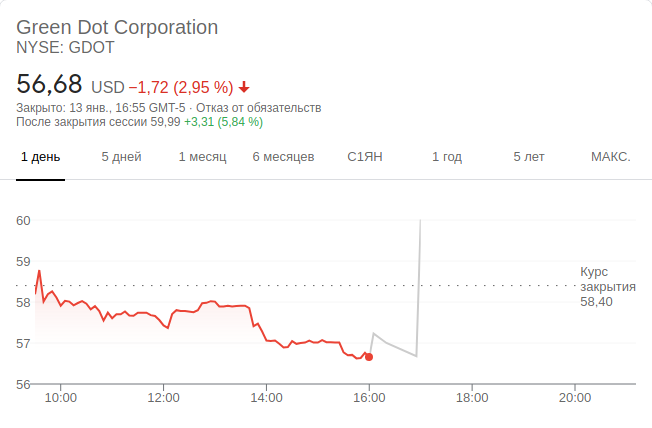 Green Dot Corporation
NYSE: GDOT
56,68 USD −1,72 (2,95 %)
Закрыто: 13 янв., 16:55 GMT-5 · Отказ от обязательств
После закрытия сессии 59,99 +3,31 (5,84 %)
1 день 5 дней 1 месяц 6 месяцев С1ЯН 1 год 5 лет МАКС.
60
59
Курс
закрытия
58,40
58
57
56
10:00 12:00 14:00 16:00 18:00 20:00